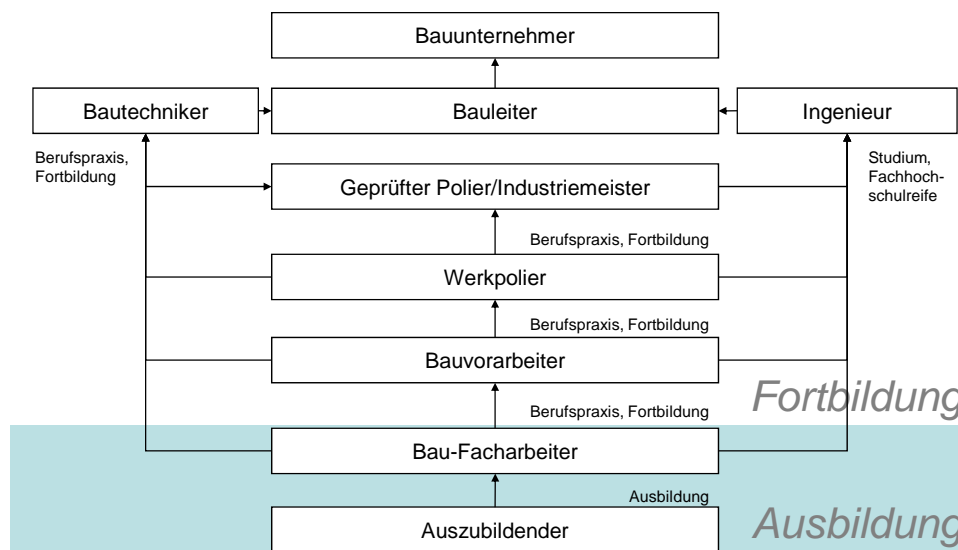 Bauunternehmer
Bautechniker
Bauleiter
Ingenieur
Berufspraxis,
Fortbildung
Studium,
Fachhoch-
schulreife
Geprüfter Polier/Industriemeister
Berufspraxis, Fortbildung
Werkpolier
Berufspraxis, Fortbildung
Bauvorarbeiter
Fortbildung
Berufspraxis, Fortbildung
Bau-Facharbeiter
Ausbildung
Ausbildung
Auszubildender